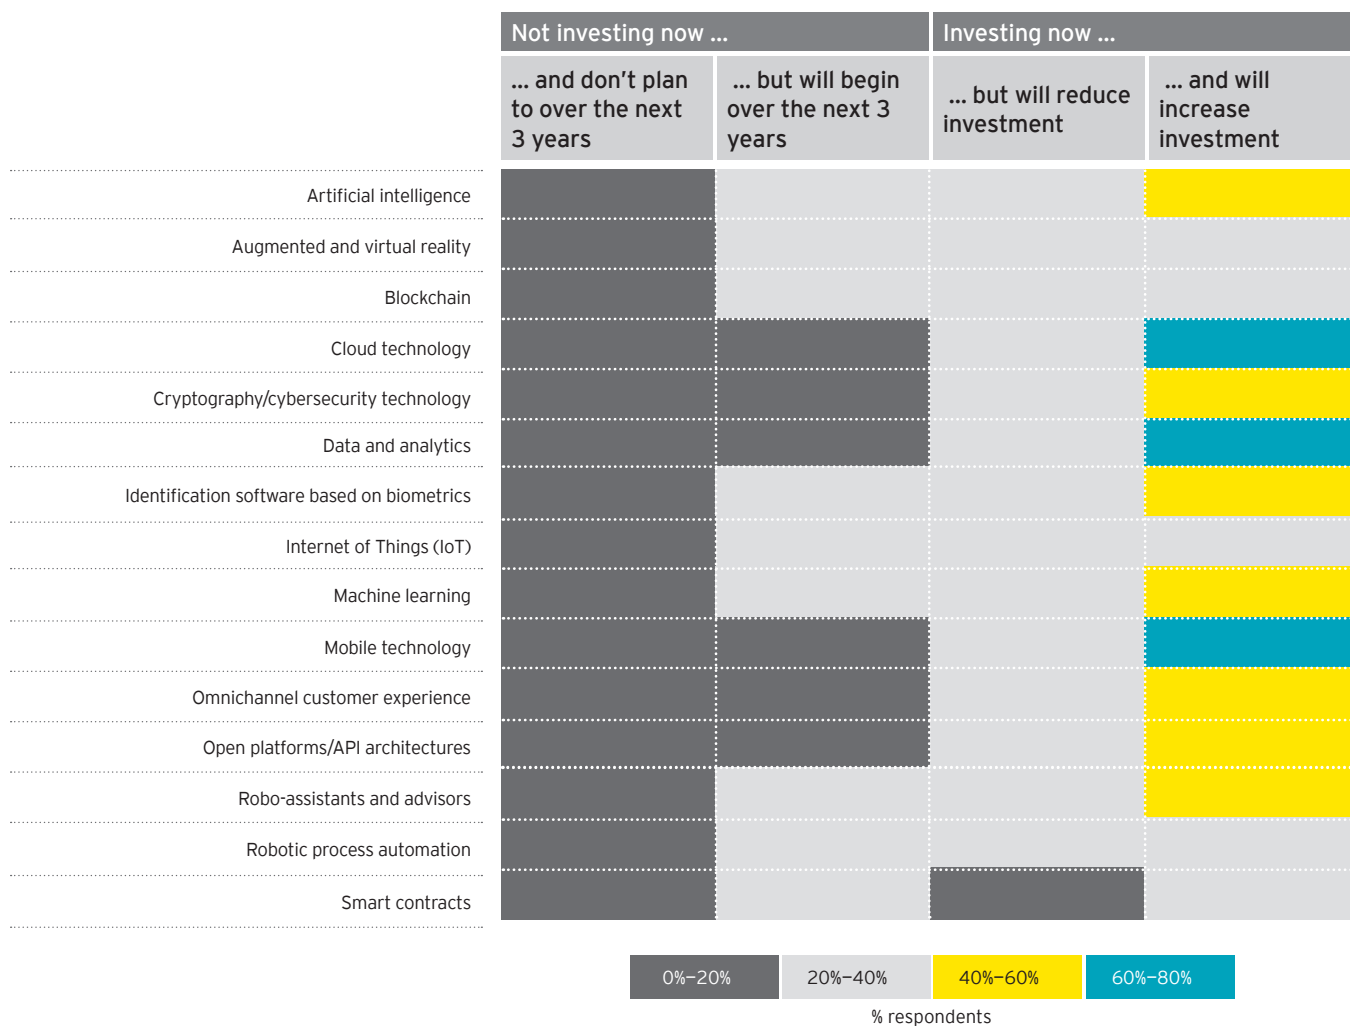 Not investing now ...
Investing now ...
... and don't plan
to over the next
3 years
... but will begin
over the next 3
years
... but will reduce
investment
... and will
increase
investment
Artificial intelligence
Augmented and virtual reality
Blockchain
Cloud technology
Cryptography/cybersecurity technology
Data and analytics
Identification software based on biometrics
Internet of Things (IoT)
Machine learning
Mobile technology
Omnichannel customer experience
Open platforms/API architectures
Robo-assistants and advisors
Robotic process automation
Smart contracts
0%–20%
20%–40%
40%–60%
60%–80%
% respondents